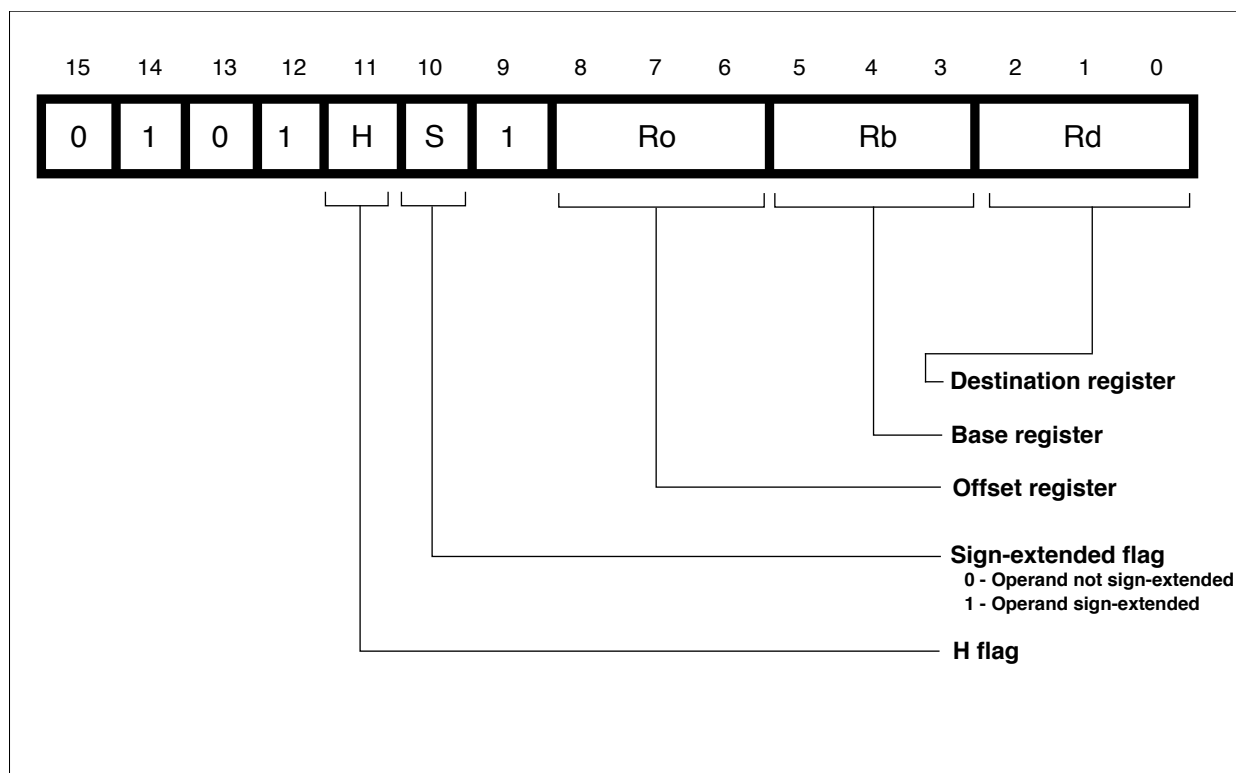 15 14 13 12 11 10 9 8 7 6 5 4 3 2 1 0
0 1 0 1 H S 1 Ro Rb Rd
Destination register
Base register
Offset register
Sign-extended flag
0 - Operand not sign-extended
1 - Operand sign-extended
H flag